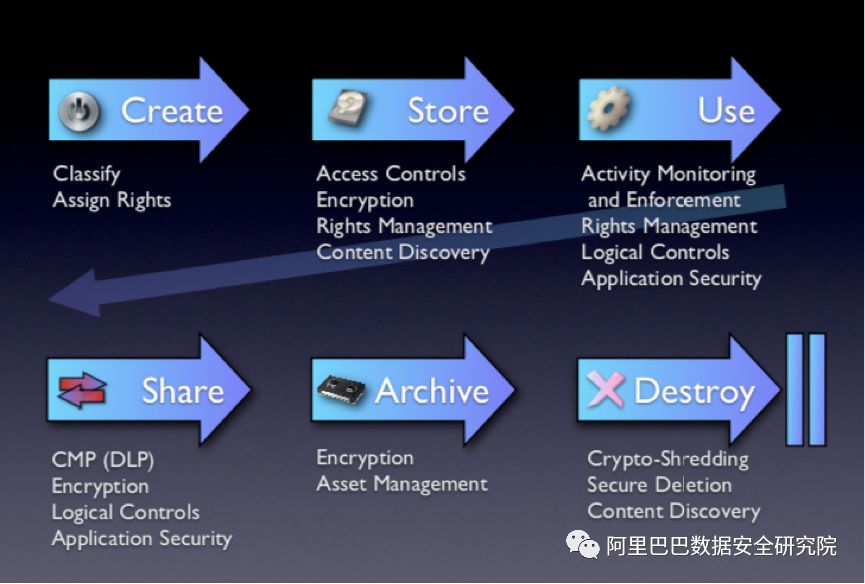 Create
Classify
Assign Rights
Store
Access Controls
Encryption
Rights Management
Content Discovery
Use
Activity Monitoring
and Enforcement
Rights Management
Logical Controls
Application Security
Share
CMP (DLP)
Encryption
Logical Controls
Application Security
Archive
Encryption
Asset Management
Destroy
Crypto-Shredding
Secure Deletion
Content Discovery
阿里巴巴数据安全研究院